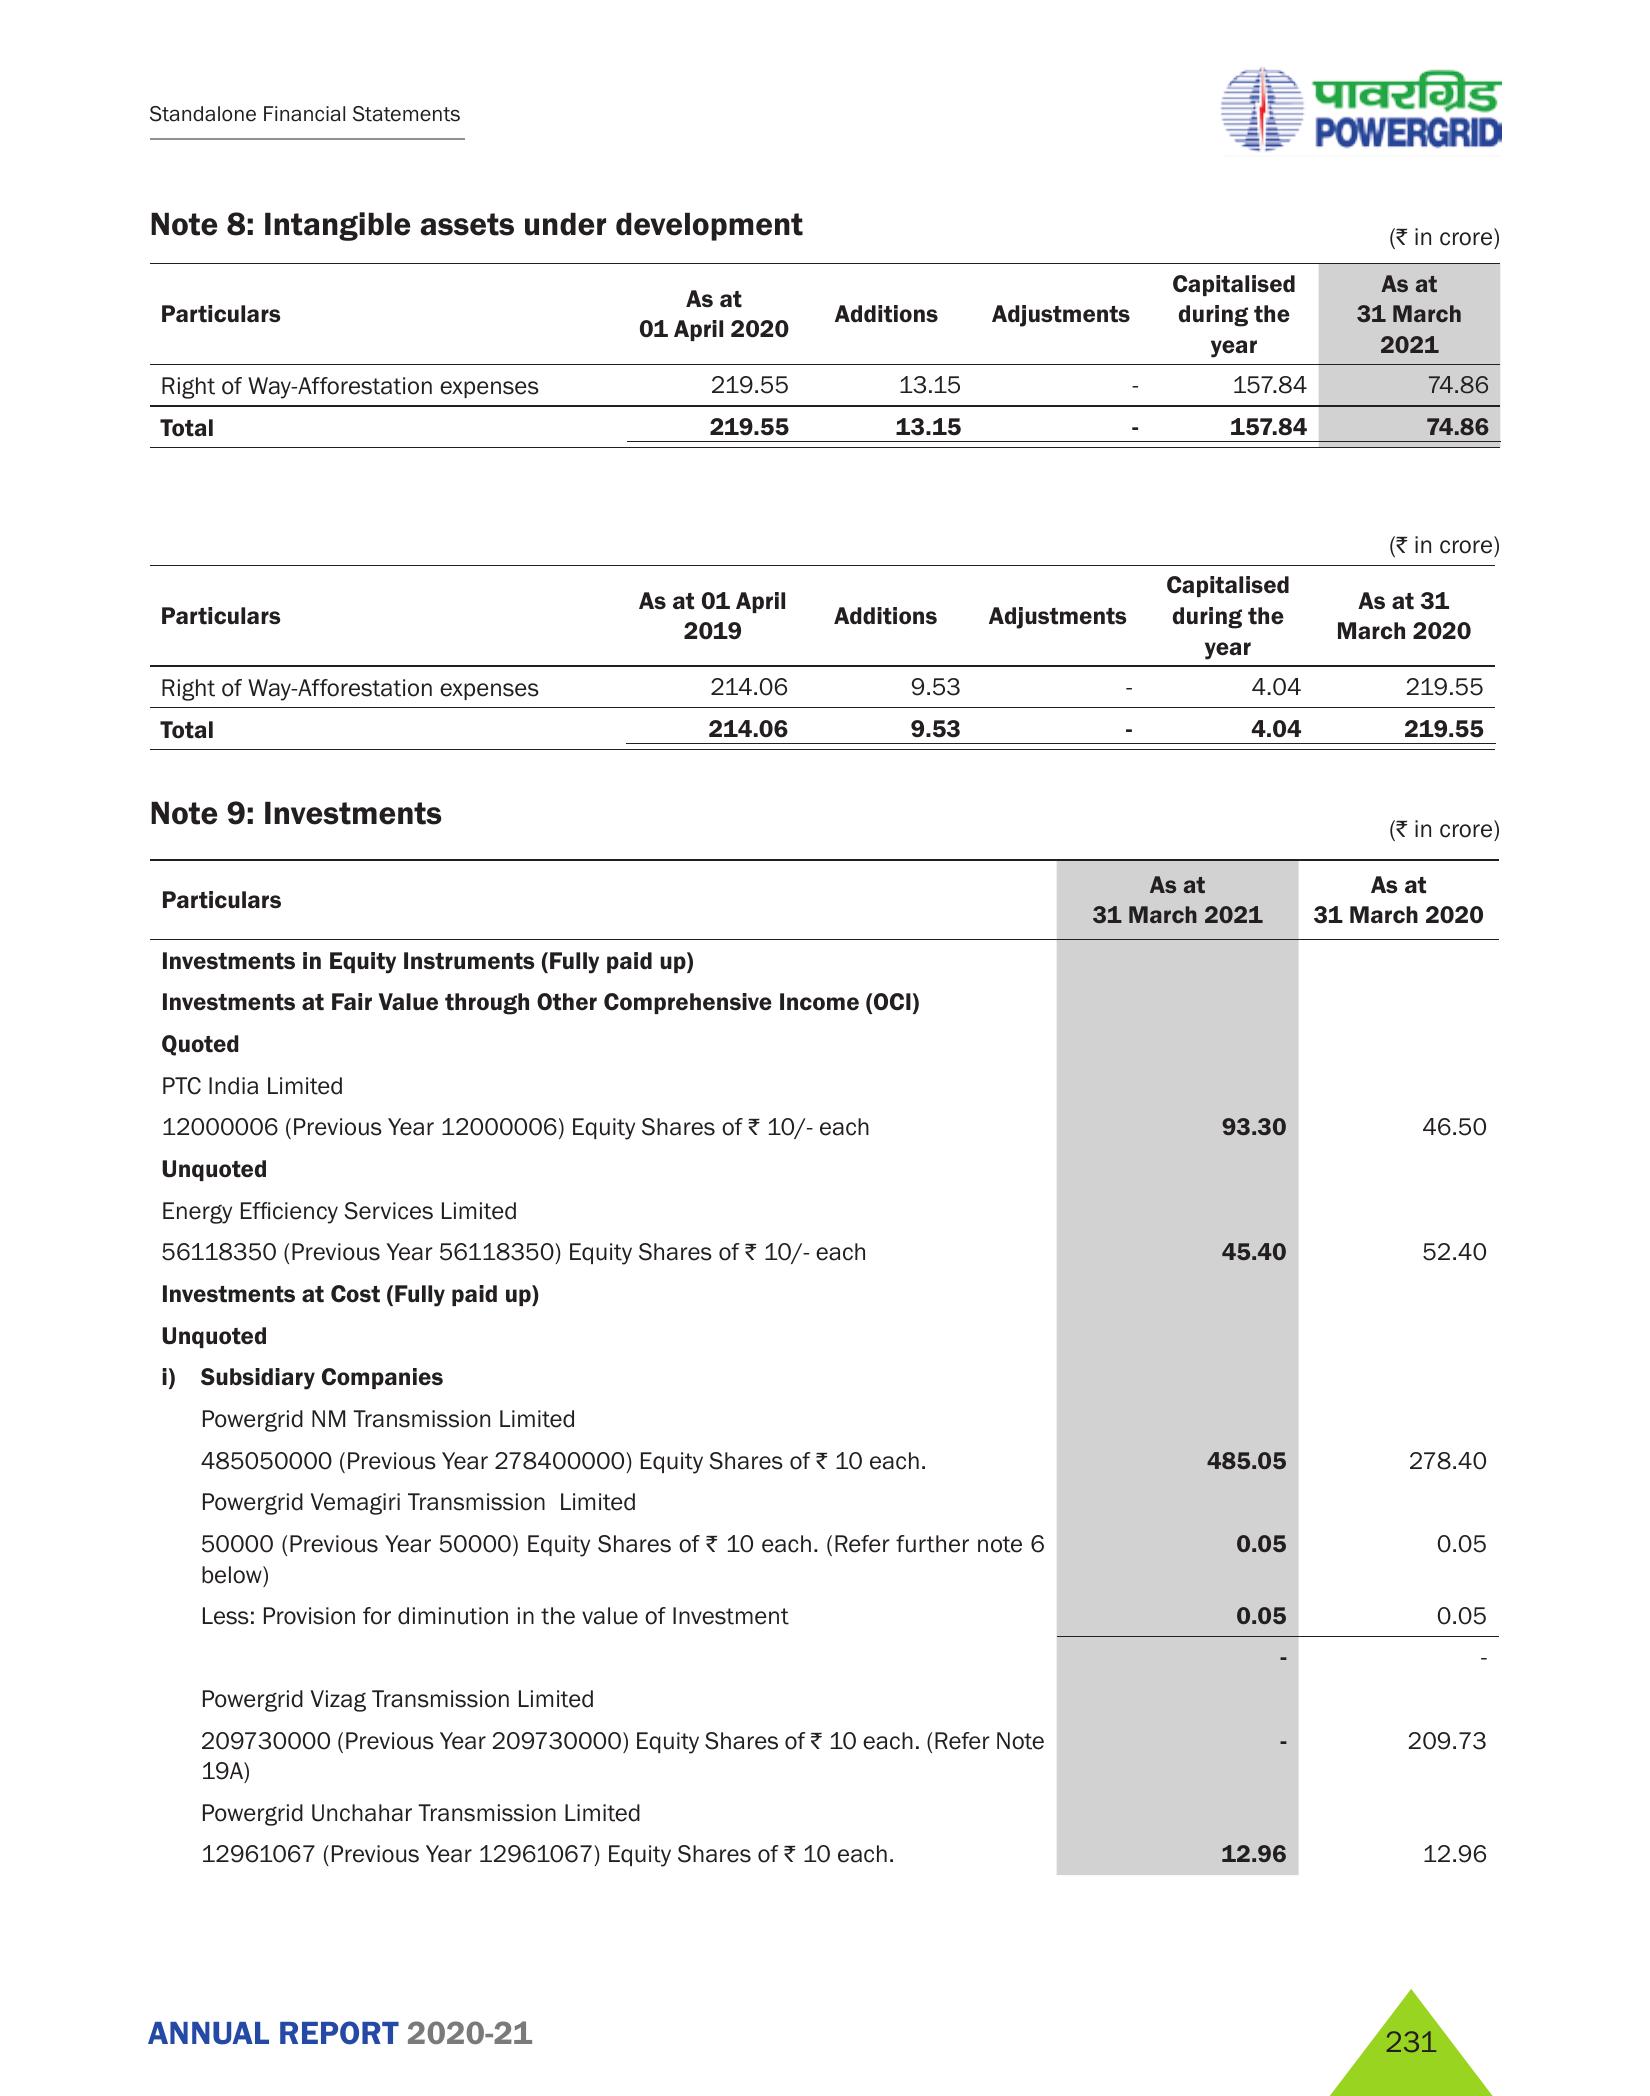 Standalone Financial Statements
पावरग्रिड
POWERGRID
Note 8: Intangible assets under development
(₹ in crore)
Particulars As at 01 April 2020 Additions Adjustments Capitalised during the year As at 31 March 2021
Right of Way-Afforestation expenses 219.55 13.15 - 157.84 74.86
Total 219.55 13.15 - 157.84 74.86
(₹ in crore)
Particulars As at 01 April 2019 Additions Adjustments Capitalised during the year As at 31 March 2020
Right of Way-Afforestation expenses 214.06 9.53 - 4.04 219.55
Total 214.06 9.53 - 4.04 219.55
Note 9: Investments
(₹ in crore)
Particulars As at 31 March 2021 As at 31 March 2020
Investments in Equity Instruments (Fully paid up)
Investments at Fair Value through Other Comprehensive Income (OCI)
Quoted
PTC India Limited
12000006 (Previous Year 12000006) Equity Shares of ₹ 10/- each 93.30 46.50
Unquoted
Energy Efficiency Services Limited
56118350 (Previous Year 56118350) Equity Shares of ₹ 10/- each 45.40 52.40
Investments at Cost (Fully paid up)
Unquoted
i) Subsidiary Companies
Powergrid NM Transmission Limited
485050000 (Previous Year 278400000) Equity Shares of ₹ 10 each. 485.05 278.40
Powergrid Vemagiri Transmission Limited
50000 (Previous Year 50000) Equity Shares of ₹ 10 each. (Refer further note 6 0.05 0.05
below)
Less: Provision for diminution in the value of Investment 0.05 0.05
- -
Powergrid Vizag Transmission Limited
209730000 (Previous Year 209730000) Equity Shares of ₹ 10 each. (Refer Note - 209.73
19A)
Powergrid Unchahar Transmission Limited
12961067 (Previous Year 12961067) Equity Shares of ₹ 10 each. 12.96 12.96
ANNUAL REPORT 2020-21
231